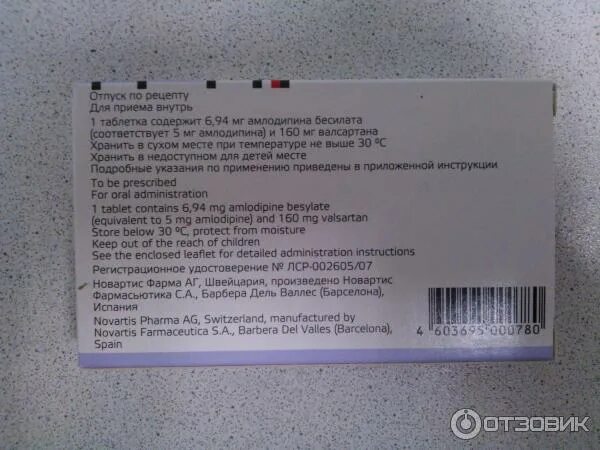 Отпуск по рецепту
Для приема внутрь
1 таблетка содержит 6,94 мг амлодипина бесилата
(соответствует 5 мг амлодипина) и 160 мг валсартана
Хранить в сухом месте при температуре не выше 30 ºC
Хранить в недоступном для детей месте
Подробные указания по применению приведены в приложенной инструкции
To be prescribed
For oral administration
1 tablet contains 6,94 mg amlodipine besylate
(equivalent to 5 mg amlodipine) and 160 mg valsartan
Store below 30 ºC, protect from moisture
Keep out of the reach of children
See the enclosed leaflet for detailed administration instructions
Регистрационное удостоверение № ЛСР-002605/07
Новартис Фарма АГ, Швейцария, произведено Новартис
Фармасьютика С.А., Барбера Дель Валлес (Барселона),
Испания
Novartis Pharma AG, Switzerland, manufactured by
Novartis Farmaceutica S.A., Barbera Del Valles (Barcelona),
Spain
4 603695 000780
ОТЗОВИК